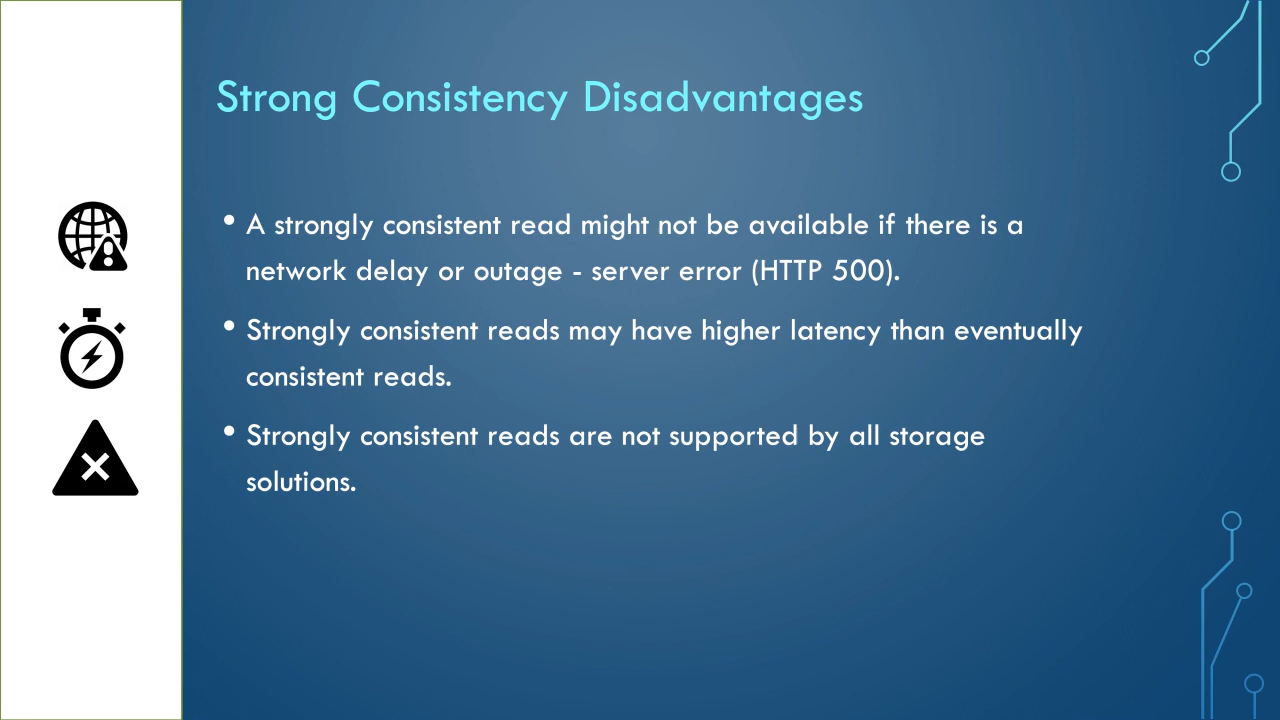 Strong Consistency Disadvantages
• A strongly consistent read might not be available if there is a
network delay or outage - server error (HTTP 500).
• Strongly consistent reads may have higher latency than eventually
consistent reads.
• Strongly consistent reads are not supported by all storage
solutions.